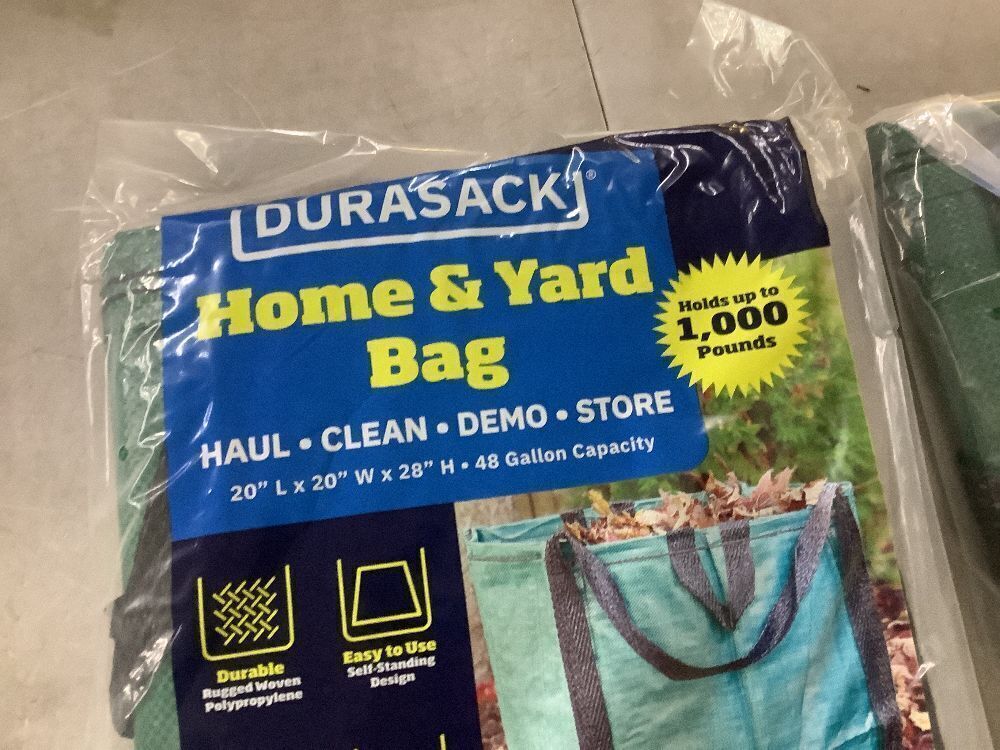 DURASACK®
Home & Yard
Bag
HAUL • CLEAN • DEMO • STORE
20” L x 20” W x 28” H • 48 Gallon Capacity
Holds up to
1,000
Pounds
Durable
Rugged Woven
Polypropylene
Easy to Use
Self-Standing
Design